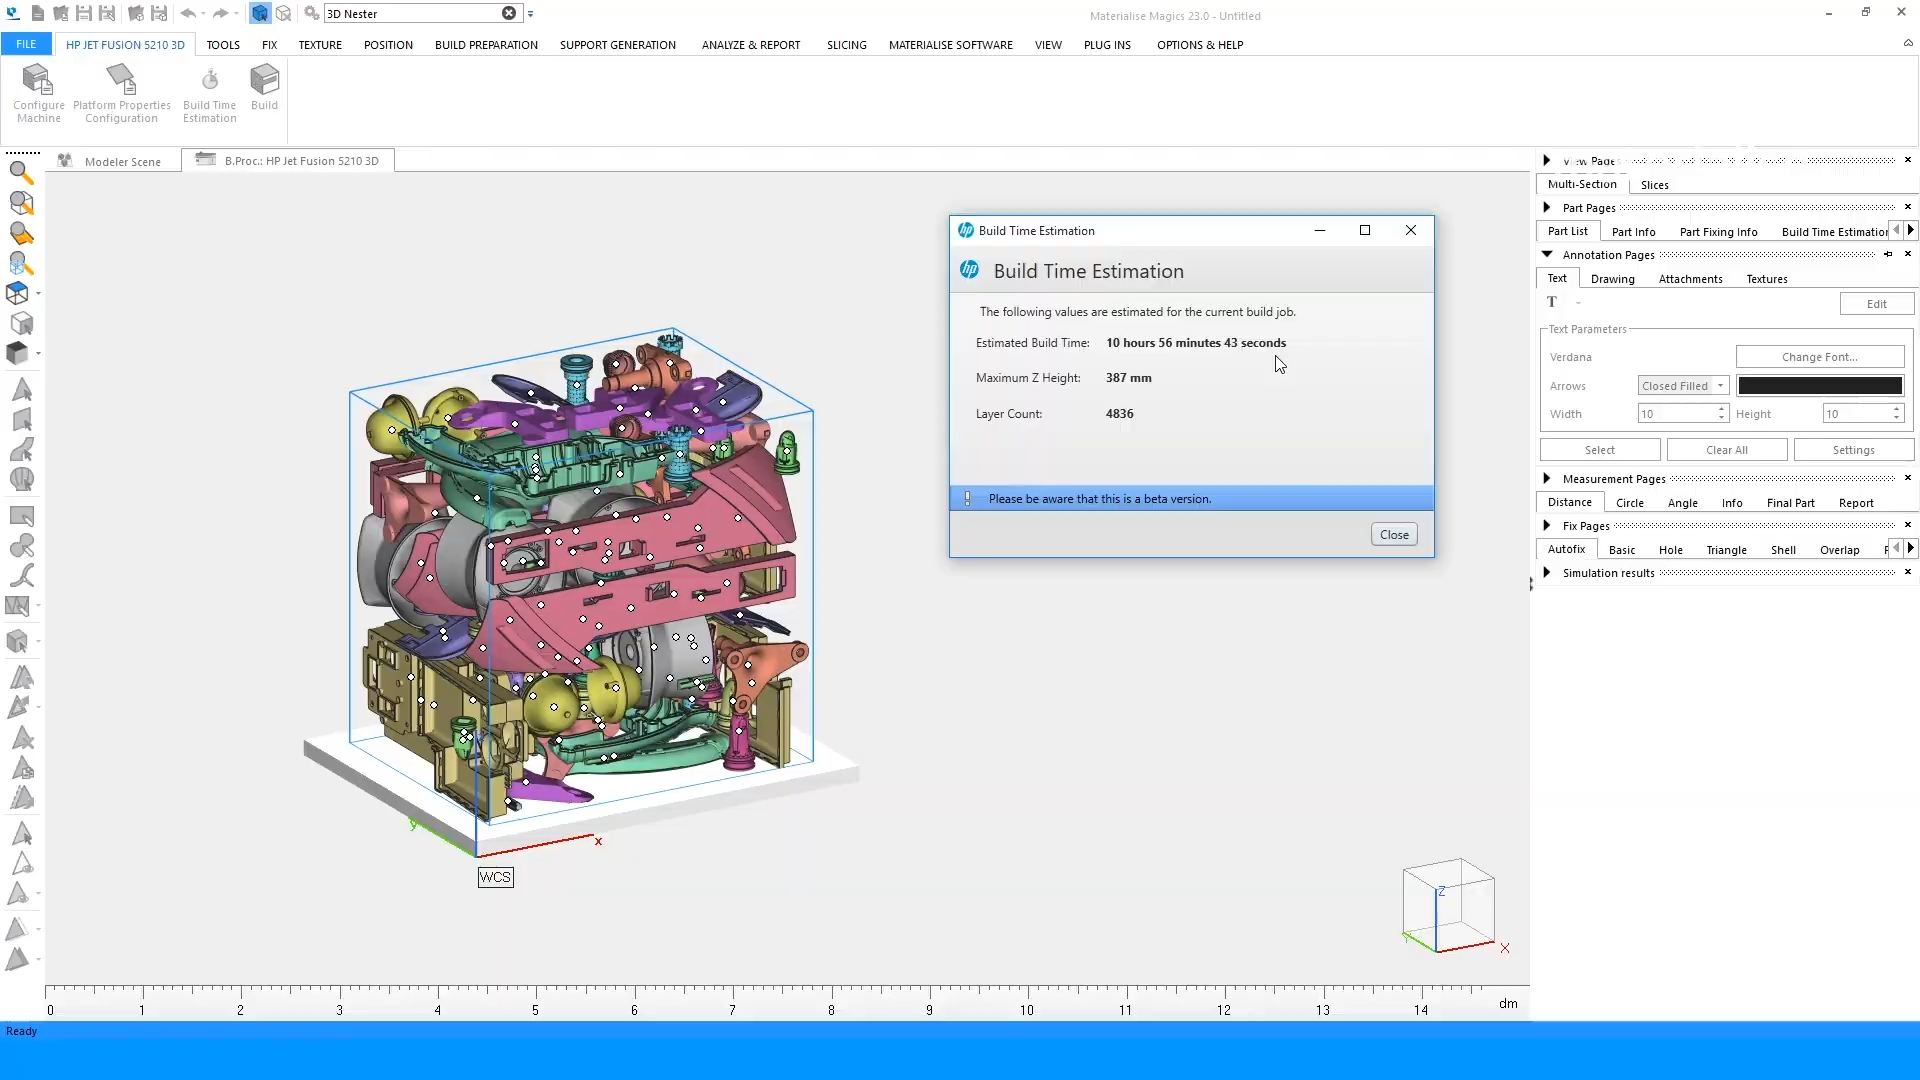 3D Nester
Materialise Magics 23.0 - Untitled
FILE HP JET FUSION 5210 3D TOOLS FIX TEXTURE POSITION BUILD PREPARATION SUPPORT GENERATION ANALYZE & REPORT SLICING MATERIALISE SOFTWARE VIEW PLUG INS OPTIONS & HELP
Configure Machine
Platform Properties Configuration
Build Time Estimation
Build
Modeler Scene
B.Proc.: HP Jet Fusion 5210 3D
hp Build Time Estimation
hp Build Time Estimation
The following values are estimated for the current build job.
Estimated Build Time: 10 hours 56 minutes 43 seconds
Maximum Z Height: 387 mm
Layer Count: 4836
Please be aware that this is a beta version.
Close
View Pages
Multi-Section Slices
Part Pages
Part List Part Info Part Fixing Info Build Time Estimation
Annotation Pages
Text Drawing Attachments Textures
T
Edit
Text Parameters
Verdana Change Font...
Arrows Closed Filled
Width 10 Height 10
Select Clear All Settings
Measurement Pages
Distance Circle Angle Info Final Part Report
Fix Pages
Autofix Basic Hole Triangle Shell Overlap
Simulation results
y
x
WCS
Z
Y
X
0 1 2 3 4 5 6 7 8 9 10 11 12 13 14 dm
Ready